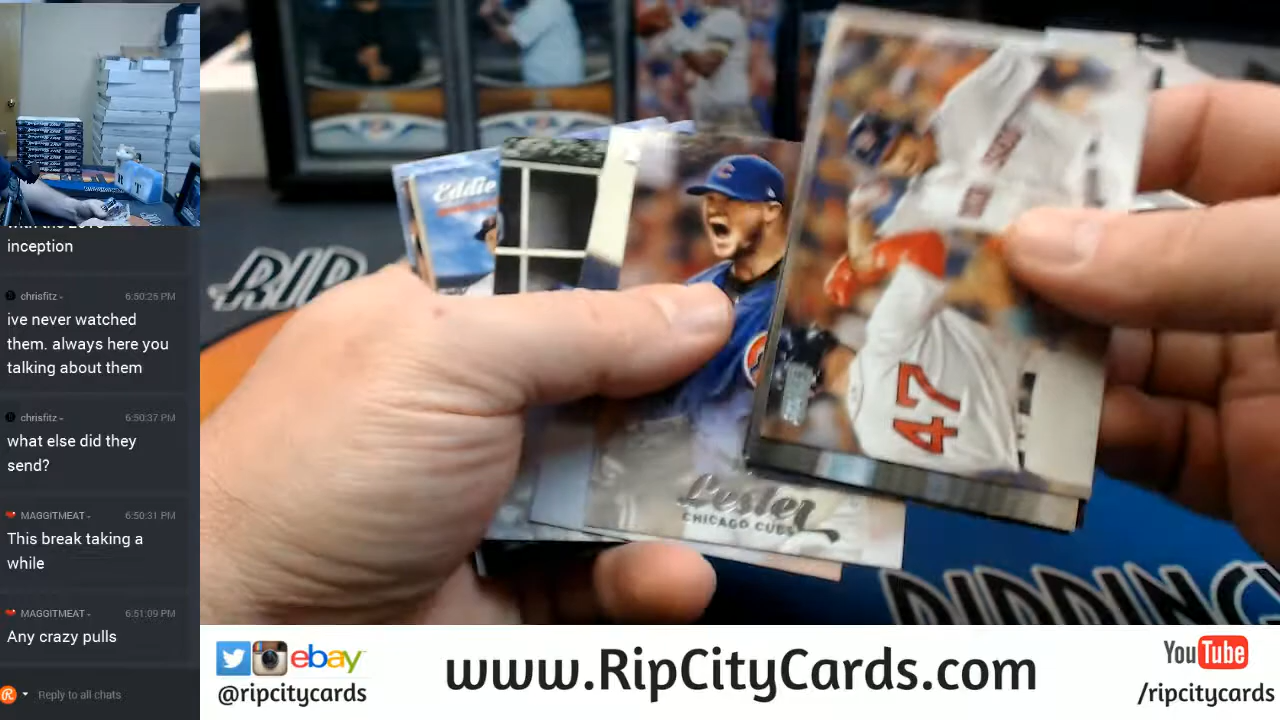 inception
chrisfitz 6:50:25 PM
ive never watched
them. always here you
talking about them
chrisfitz 6:50:37 PM
what else did they
send?
MAGGITMEAT 6:50:31 PM
This break taking a
while
MAGGITMEAT 6:51:09 PM
Any crazy pulls
Reply to all chats
Eddie
RIP
47
Lester
CHICAGO CUBS
ebay
@ripcitycards
www.RipCityCards.com
YouTube
/ripcitycards